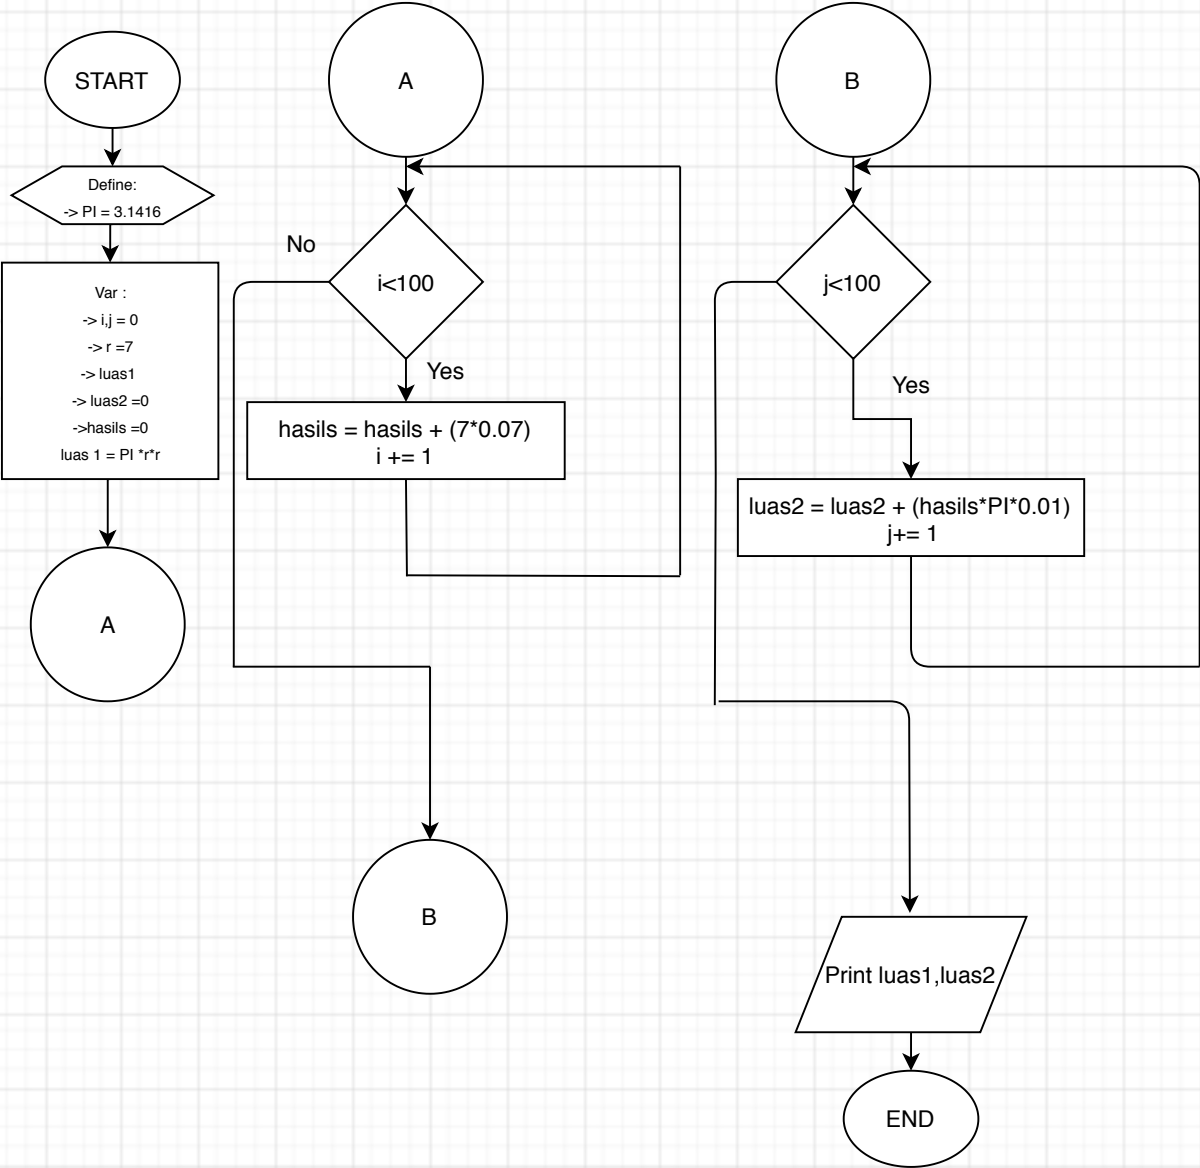 START
Define:
-> PI = 3.1416
Var :
-> i,j = 0
-> r =7
-> luas1
-> luas2 =0
->hasils =0
luas 1 = PI *r*r
A
A
No
i<100
Yes
hasils = hasils + (7*0.07)
i += 1
B
B
j<100
Yes
luas2 = luas2 + (hasils*PI*0.01)
j+= 1
Print luas1,luas2
END